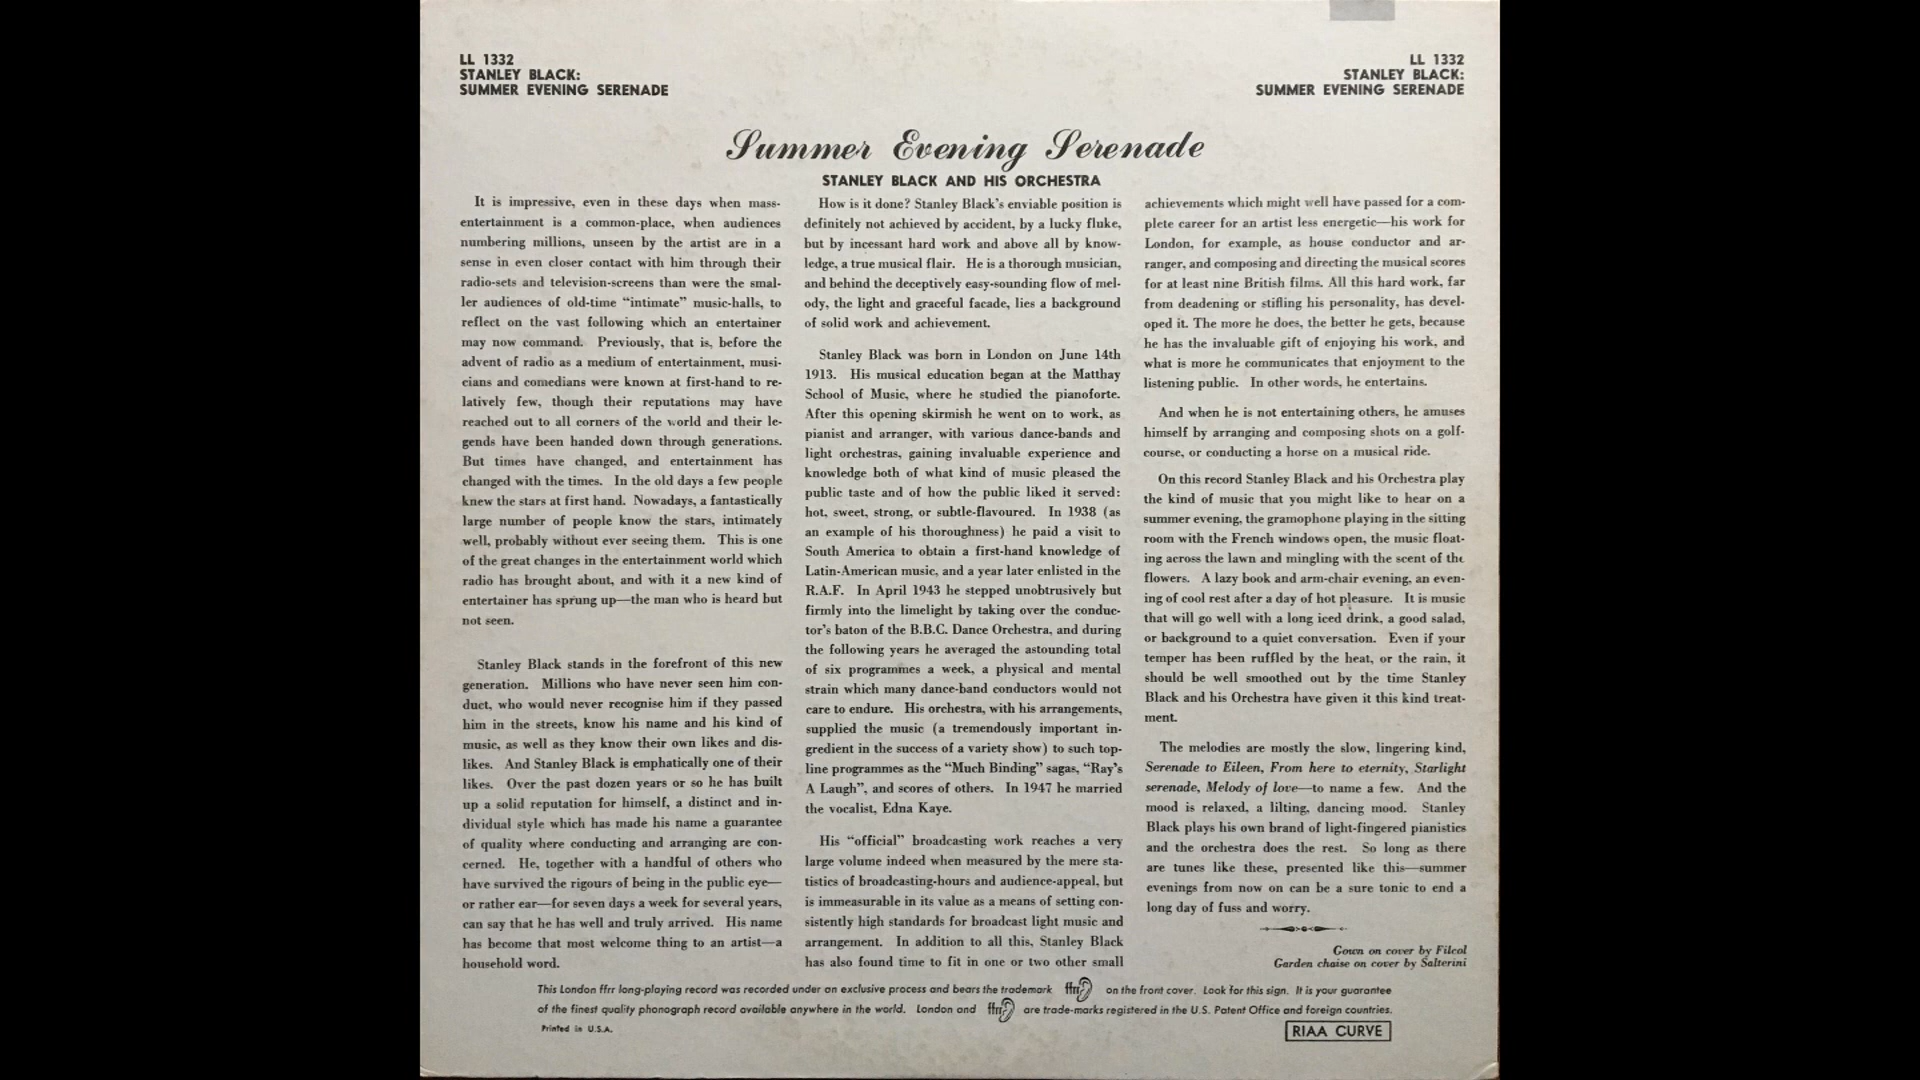 LL 1332
STANLEY BLACK:
SUMMER EVENING SERENADE
LL 1332
STANLEY BLACK:
SUMMER EVENING SERENADE
Summer Evening Serenade
STANLEY BLACK AND HIS ORCHESTRA
It is impressive, even in these days when mass-
entertainment is a common-place, when audiences
numbering millions, unseen by the artist are in a
sense in even closer contact with him through their
radio-sets and television-screens than were the smal-
ler audiences of old-time “intimate” music-halls, to
reflect on the vast following which an entertainer
may now command. Previously, that is, before the
advent of radio as a medium of entertainment, musi-
cians and comedians were known at first-hand to re-
latively few, though their reputations may have
reached out to all corners of the world and their le-
gends have been handed down through generations.
But times have changed, and entertainment has
changed with the times. In the old days a few people
knew the stars at first hand. Nowadays, a fantastically
large number of people know the stars, intimately
well, probably without ever seeing them. This is one
of the great changes in the entertainment world which
radio has brought about, and with it a new kind of
entertainer has sprung up—the man who is heard but
not seen.
Stanley Black stands in the forefront of this new
generation. Millions who have never seen him con-
duct, who would never recognise him if they passed
him in the streets, know his name and his kind of
music, as well as they know their own likes and dis-
likes. And Stanley Black is emphatically one of their
likes. Over the past dozen years or so he has built
up a solid reputation for himself, a distinct and in-
dividual style which has made his name a guarantee
of quality where conducting and arranging are con-
cerned. He, together with a handful of others who
have survived the rigours of being in the public eye—
or rather ear—for seven days a week for several years,
can say that he has well and truly arrived. His name
has become that most welcome thing to an artist—a
household word.
How is it done? Stanley Black's enviable position is
definitely not achieved by accident, by a lucky fluke,
but by incessant hard work and above all by know-
ledge, a true musical flair. He is a thorough musician,
and behind the deceptively easy-sounding flow of mel-
ody, the light and graceful facade, lies a background
of solid work and achievement.
Stanley Black was born in London on June 14th
1913. His musical education began at the Matthay
School of Music, where he studied the pianoforte.
After this opening skirmish he went on to work, as
pianist and arranger, with various dance-bands and
light orchestras, gaining invaluable experience and
knowledge both of what kind of music pleased the
public taste and of how the public liked it served:
hot, sweet, strong, or subtle-flavoured. In 1938 (as
an example of his thoroughness) he paid a visit to
South America to obtain a first-hand knowledge of
Latin-American music, and a year later enlisted in the
R.A.F. In April 1943 he stepped unobtrusively but
firmly into the limelight by taking over the conduc-
tor's baton of the B.B.C. Dance Orchestra, and during
the following years he averaged the astounding total
of six programmes a week, a physical and mental
strain which many dance-band conductors would not
care to endure. His orchestra, with his arrangements,
supplied the music (a tremendously important in-
gredient in the success of a variety show) to such top-
line programmes as the “Much Binding” sagas, “Ray's
A Laugh”, and scores of others. In 1947 he married
the vocalist, Edna Kaye.
His “official” broadcasting work reaches a very
large volume indeed when measured by the mere sta-
tistics of broadcasting-hours and audience-appeal, but
is immeasurable in its value as a means of setting con-
sistently high standards for broadcast light music and
arrangement. In addition to all this, Stanley Black
has also found time to fit in one or two other small
achievements which might well have passed for a com-
plete career for an artist less energetic—his work for
London, for example, as house conductor and ar-
ranger, and composing and directing the musical scores
for at least nine British films. All this hard work, far
from deadening or stifling his personality, has devel-
oped it. The more he does, the better he gets, because
he has the invaluable gift of enjoying his work, and
what is more he communicates that enjoyment to the
listening public. In other words, he entertains.
And when he is not entertaining others, he amuses
himself by arranging and composing shots on a golf-
course, or conducting a horse on a musical ride.
On this record Stanley Black and his Orchestra play
the kind of music that you might like to hear on a
summer evening, the gramophone playing in the sitting
room with the French windows open, the music float-
ing across the lawn and mingling with the scent of the
flowers. A lazy book and arm-chair evening, an even-
ing of cool rest after a day of hot pleasure. It is music
that will go well with a long iced drink, a good salad,
or background to a quiet conversation. Even if your
temper has been ruffled by the heat, or the rain, it
should be well smoothed out by the time Stanley
Black and his Orchestra have given it this kind treat-
ment.
The melodies are mostly the slow, lingering kind,
Serenade to Eileen, From here to eternity, Starlight
serenade, Melody of love—to name a few. And the
mood is relaxed, a lilting, dancing mood. Stanley
Black plays his own brand of light-fingered pianistics
and the orchestra does the rest. So long as there
are tunes like these, presented like this—summer
evenings from now on can be a sure tonic to end a
long day of fuss and worry.
Gown on cover by Filcol
Garden chaise on cover by Salterini
This London ffrr long-playing record was recorded under an exclusive process and bears the trademark ffrr on the front cover. Look for this sign. It is your guarantee
of the finest quality phonograph record available anywhere in the world. London and ffrr are trade-marks registered in the U.S. Patent Office and foreign countries.
Printed in U.S.A.
RIAA CURVE